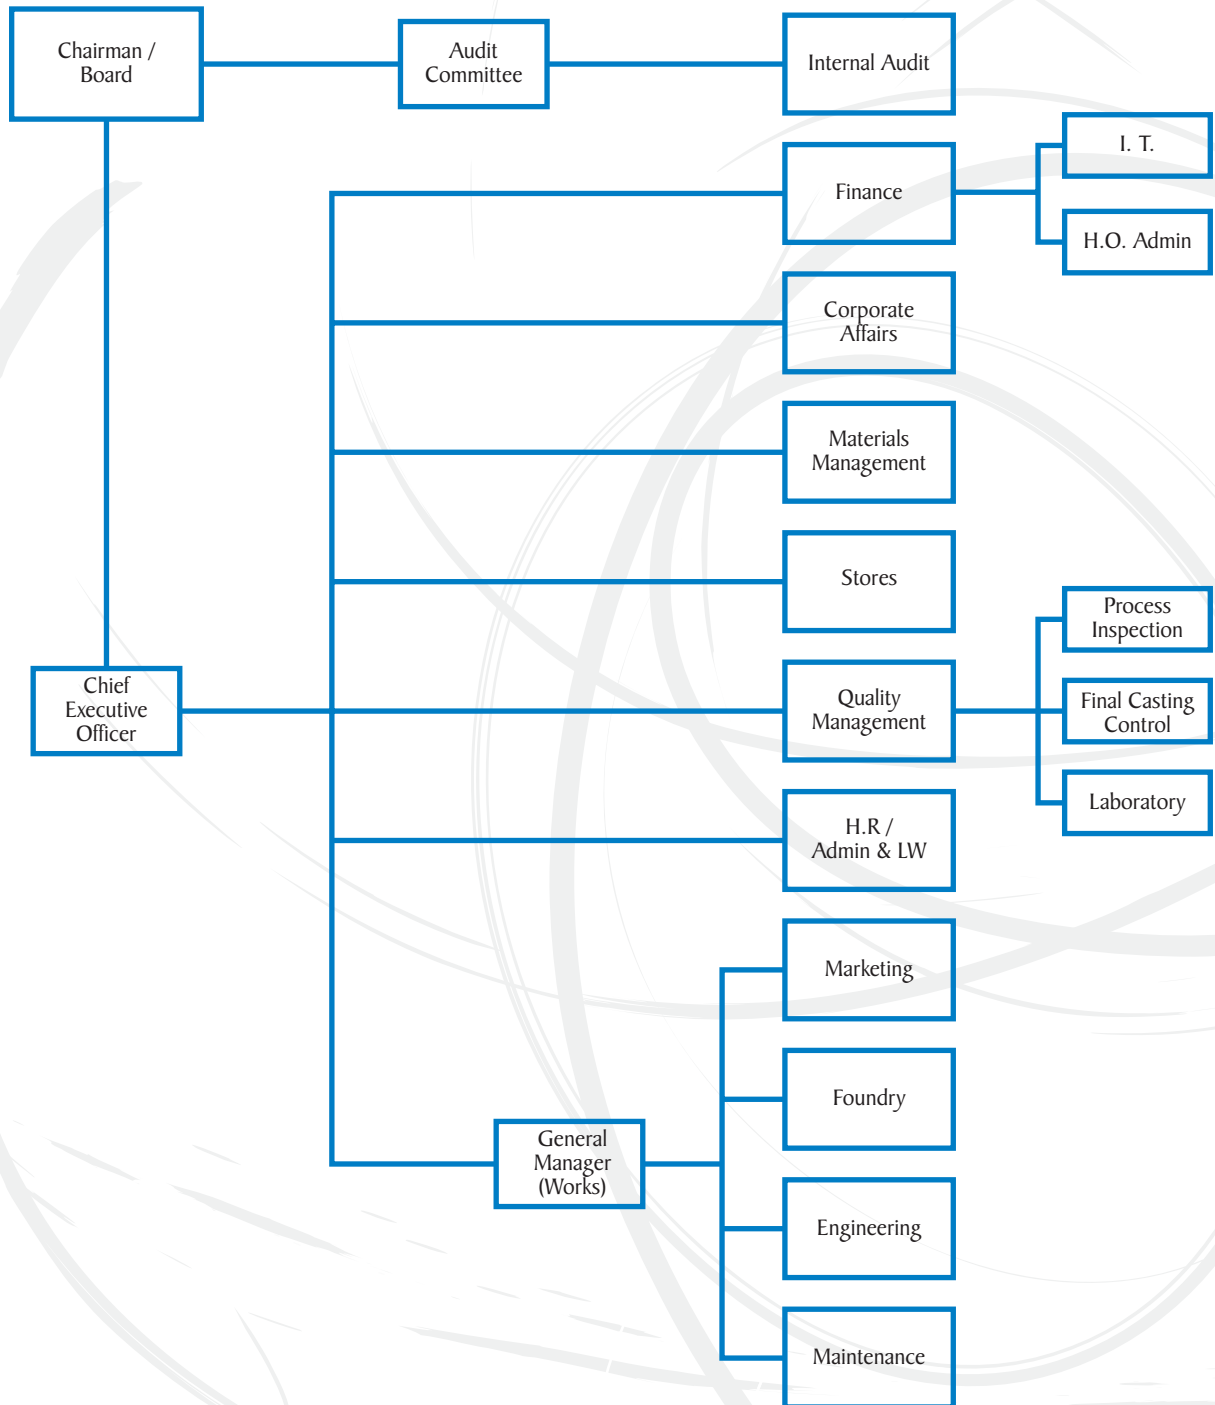 Chairman /
Board
Audit
Committee
Internal Audit
Finance
I. T.
H.O. Admin
Corporate
Affairs
Materials
Management
Stores
Chief
Executive
Officer
Quality
Management
Process
Inspection
Final Casting
Control
Laboratory
H.R /
Admin & LW
General
Manager
(Works)
Marketing
Foundry
Engineering
Maintenance